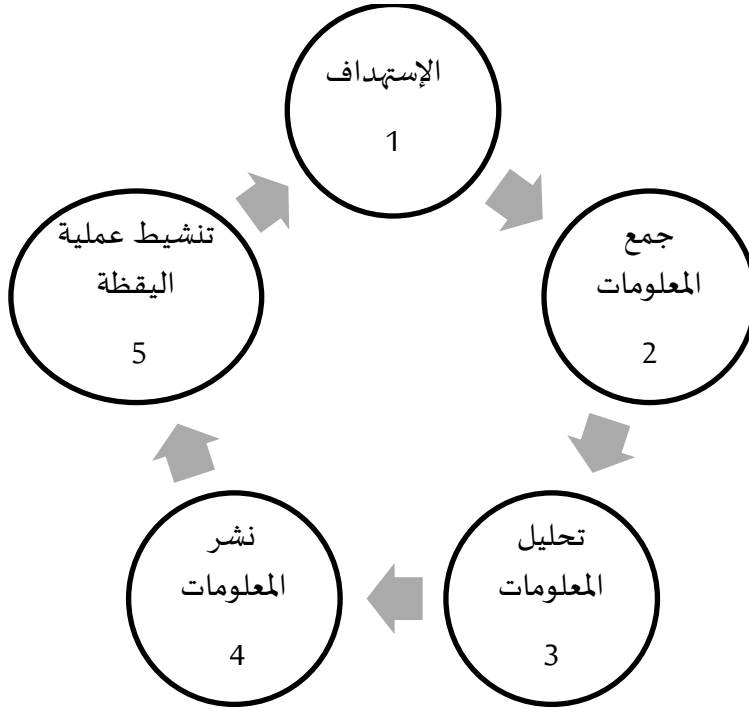 الإستهداف
1
جمع
المعلومات
2
تحليل
المعلومات
3
نشر
المعلومات
4
تنشيط عملية
اليقظة
5